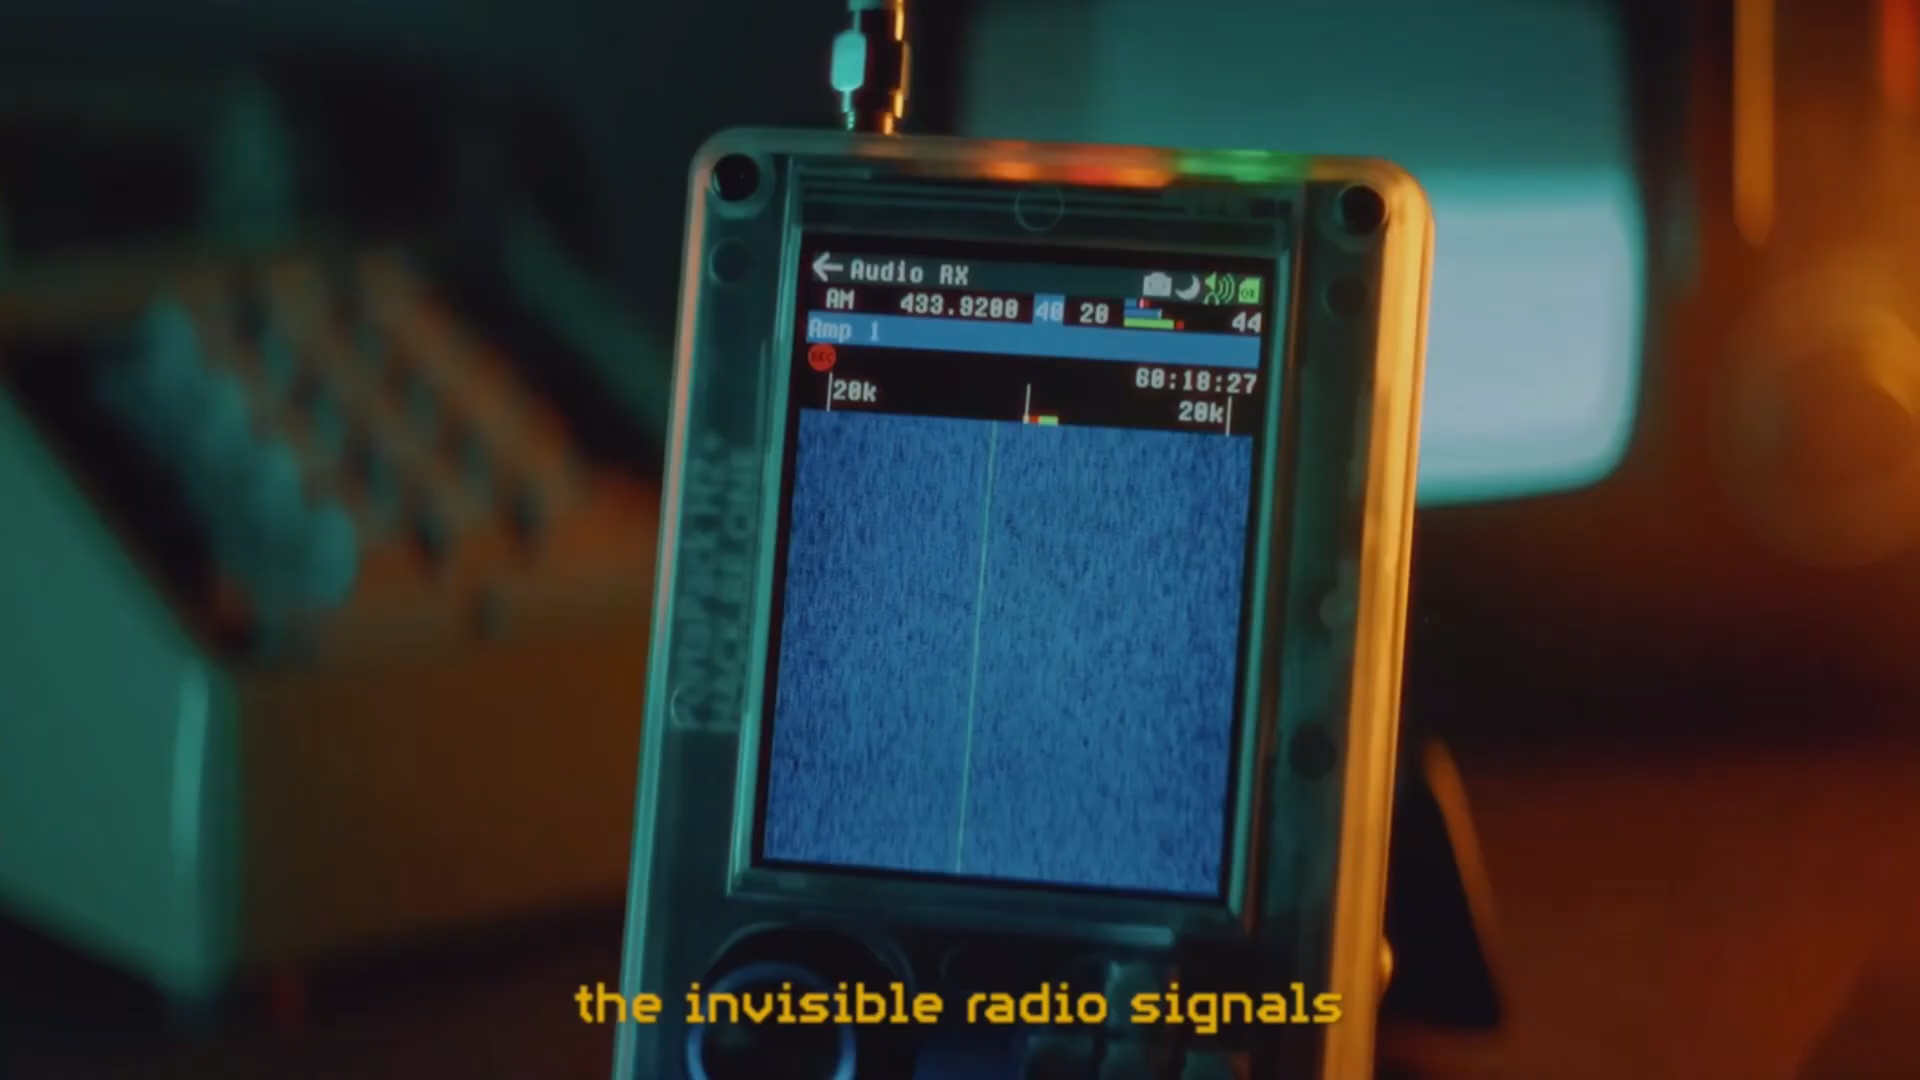 Audio RX
AM 433.9200 40 20 44
Amp 1
REC
60:18:27
20k 20k
the invisible radio signals